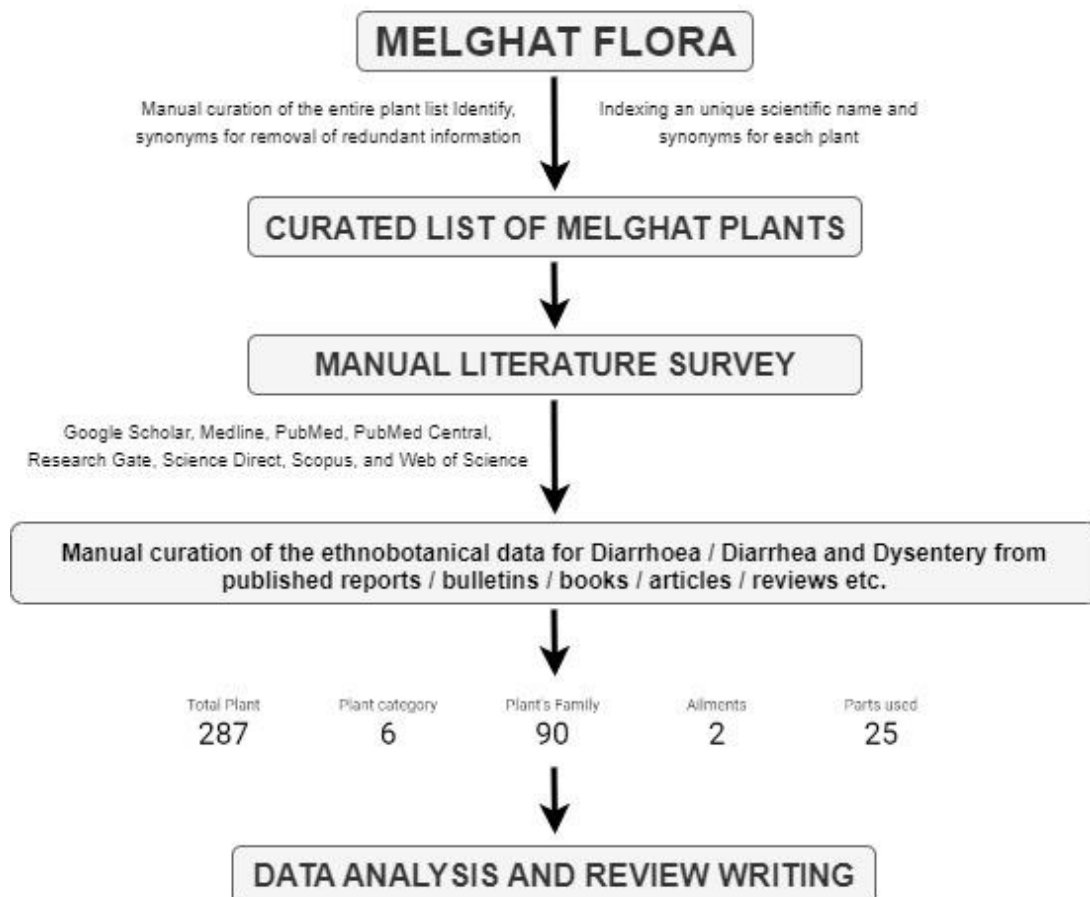 MELGHAT FLORA
Manual curation of the entire plant list Identify,
synonyms for removal of redundant information
Indexing an unique scientific name and
synonyms for each plant
CURATED LIST OF MELGHAT PLANTS
MANUAL LITERATURE SURVEY
Google Scholar, Medline, PubMed, PubMed Central,
Research Gate, Science Direct, Scopus, and Web of Science
Manual curation of the ethnobotanical data for Diarrhoea / Diarrhea and Dysentery from
published reports / bulletins / books / articles / reviews etc.
Total Plant
287
Plant category
6
Plant's Family
90
Ailments
2
Parts used
25
DATA ANALYSIS AND REVIEW WRITING